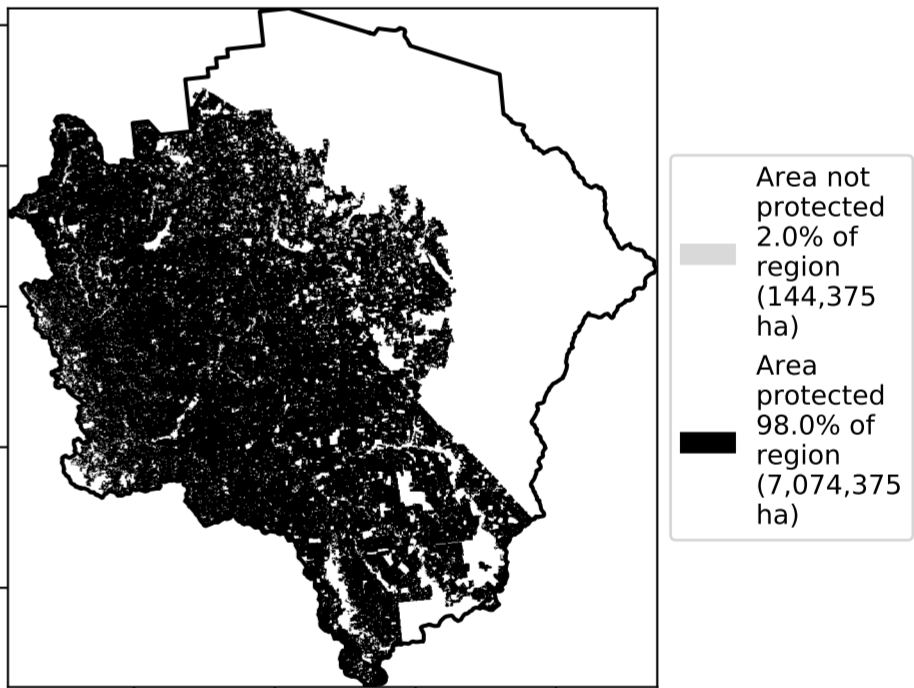 Area not
protected
2.0% of
region
(144,375
ha)
Area
protected
98.0% of
region
(7,074,375
ha)